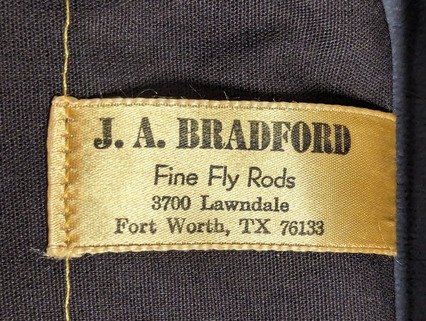 J. A. BRADFORD
Fine Fly Rods
3700 Lawndale
Fort Worth, TX 76133